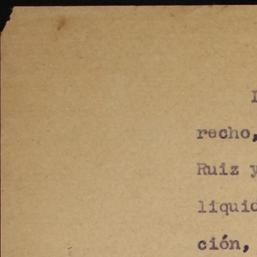 recho,
Ruiz y
liquid
ción,